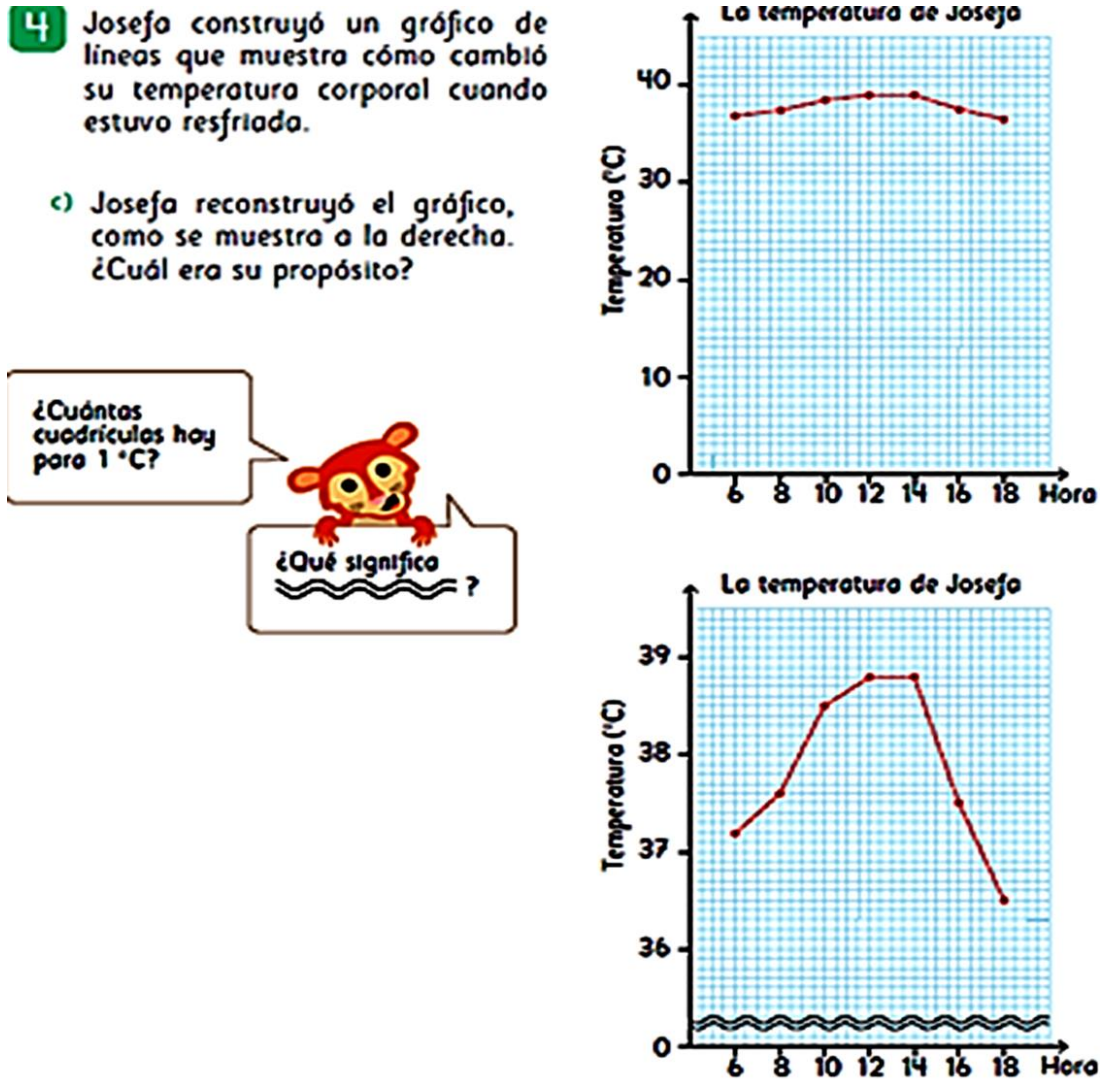 4
Josefa construyó un gráfico de
líneas que muestra cómo cambió
su temperatura corporal cuando
estuvo resfriada.
c) Josefa reconstruyó el gráfico,
como se muestra a la derecha.
¿Cuál era su propósito?
¿Cuántas
cuadrículas hay
para 1 °C?
¿Qué significa
?
La temperatura de Josefa
Temperatura (°C)
40
30
20
10
0
6 8 10 12 14 16 18 Hora
La temperatura de Josefa
Temperatura (°C)
39
38
37
36
0
6 8 10 12 14 16 18 Hora